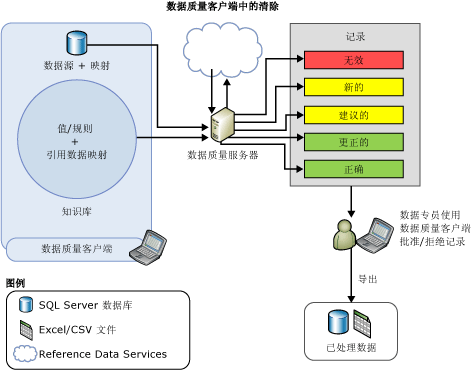 数据质量客户端中的清除
数据源 + 映射
值/规则
+
引用数据映射
知识库
数据质量客户端
数据质量服务器
记录
无效
新的
建议的
更正的
正确
数据专员使用
数据质量客户端
批准/拒绝记录
导出
已处理数据
图例
SQL Server 数据库
Excel/CSV 文件
Reference Data Services